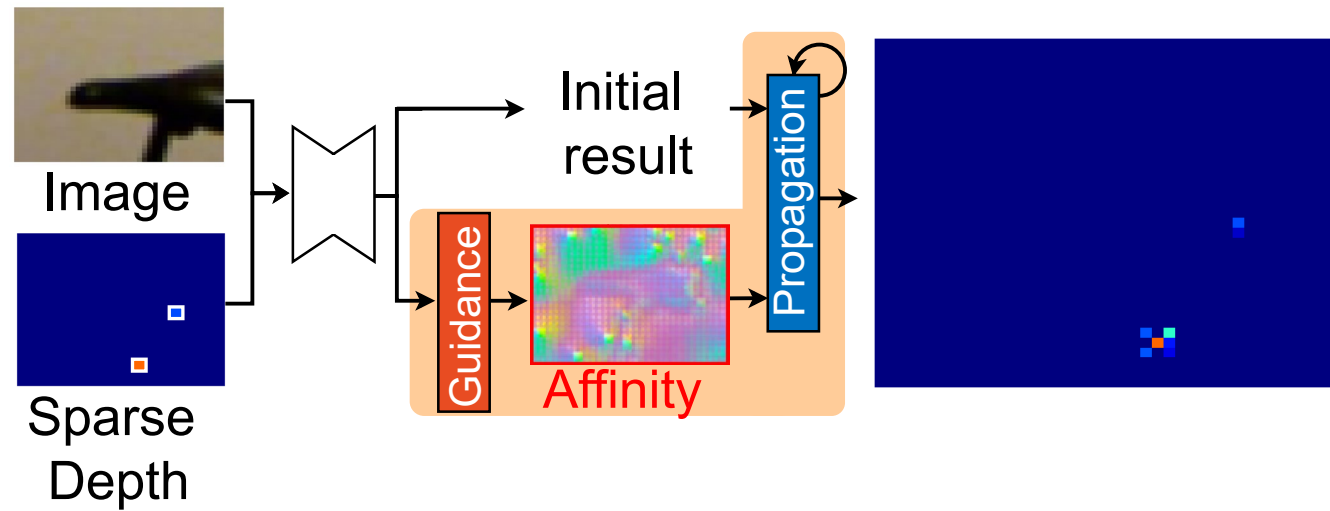 Image
Sparse
Depth
Initial
result
Guidance
Affinity
Propagation